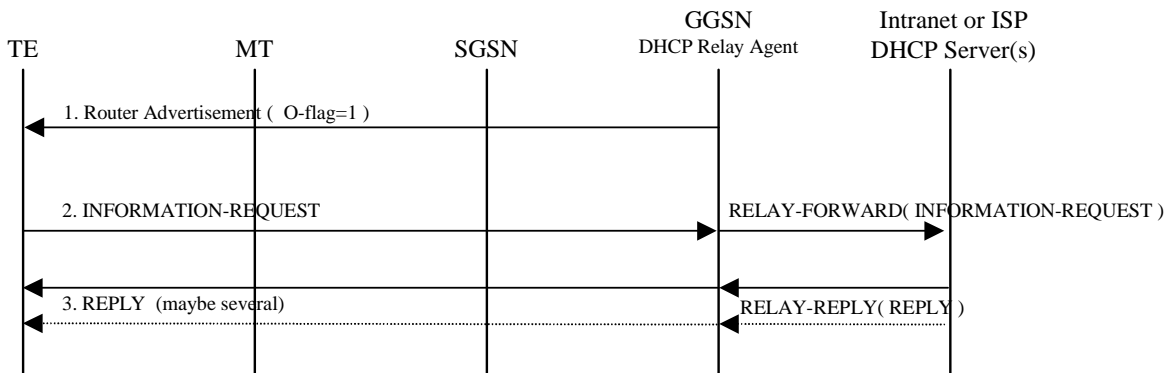 GGSN
Intranet or ISP
TE
MT
SGSN
DHCP Relay Agent
DHCP Server(s)
1. Router Advertisement ( O-flag=1 )
2. INFORMATION-REQUEST
RELAY-FORWARD( INFORMATION-REQUEST )
3. REPLY (maybe several)
RELAY-REPLY( REPLY )